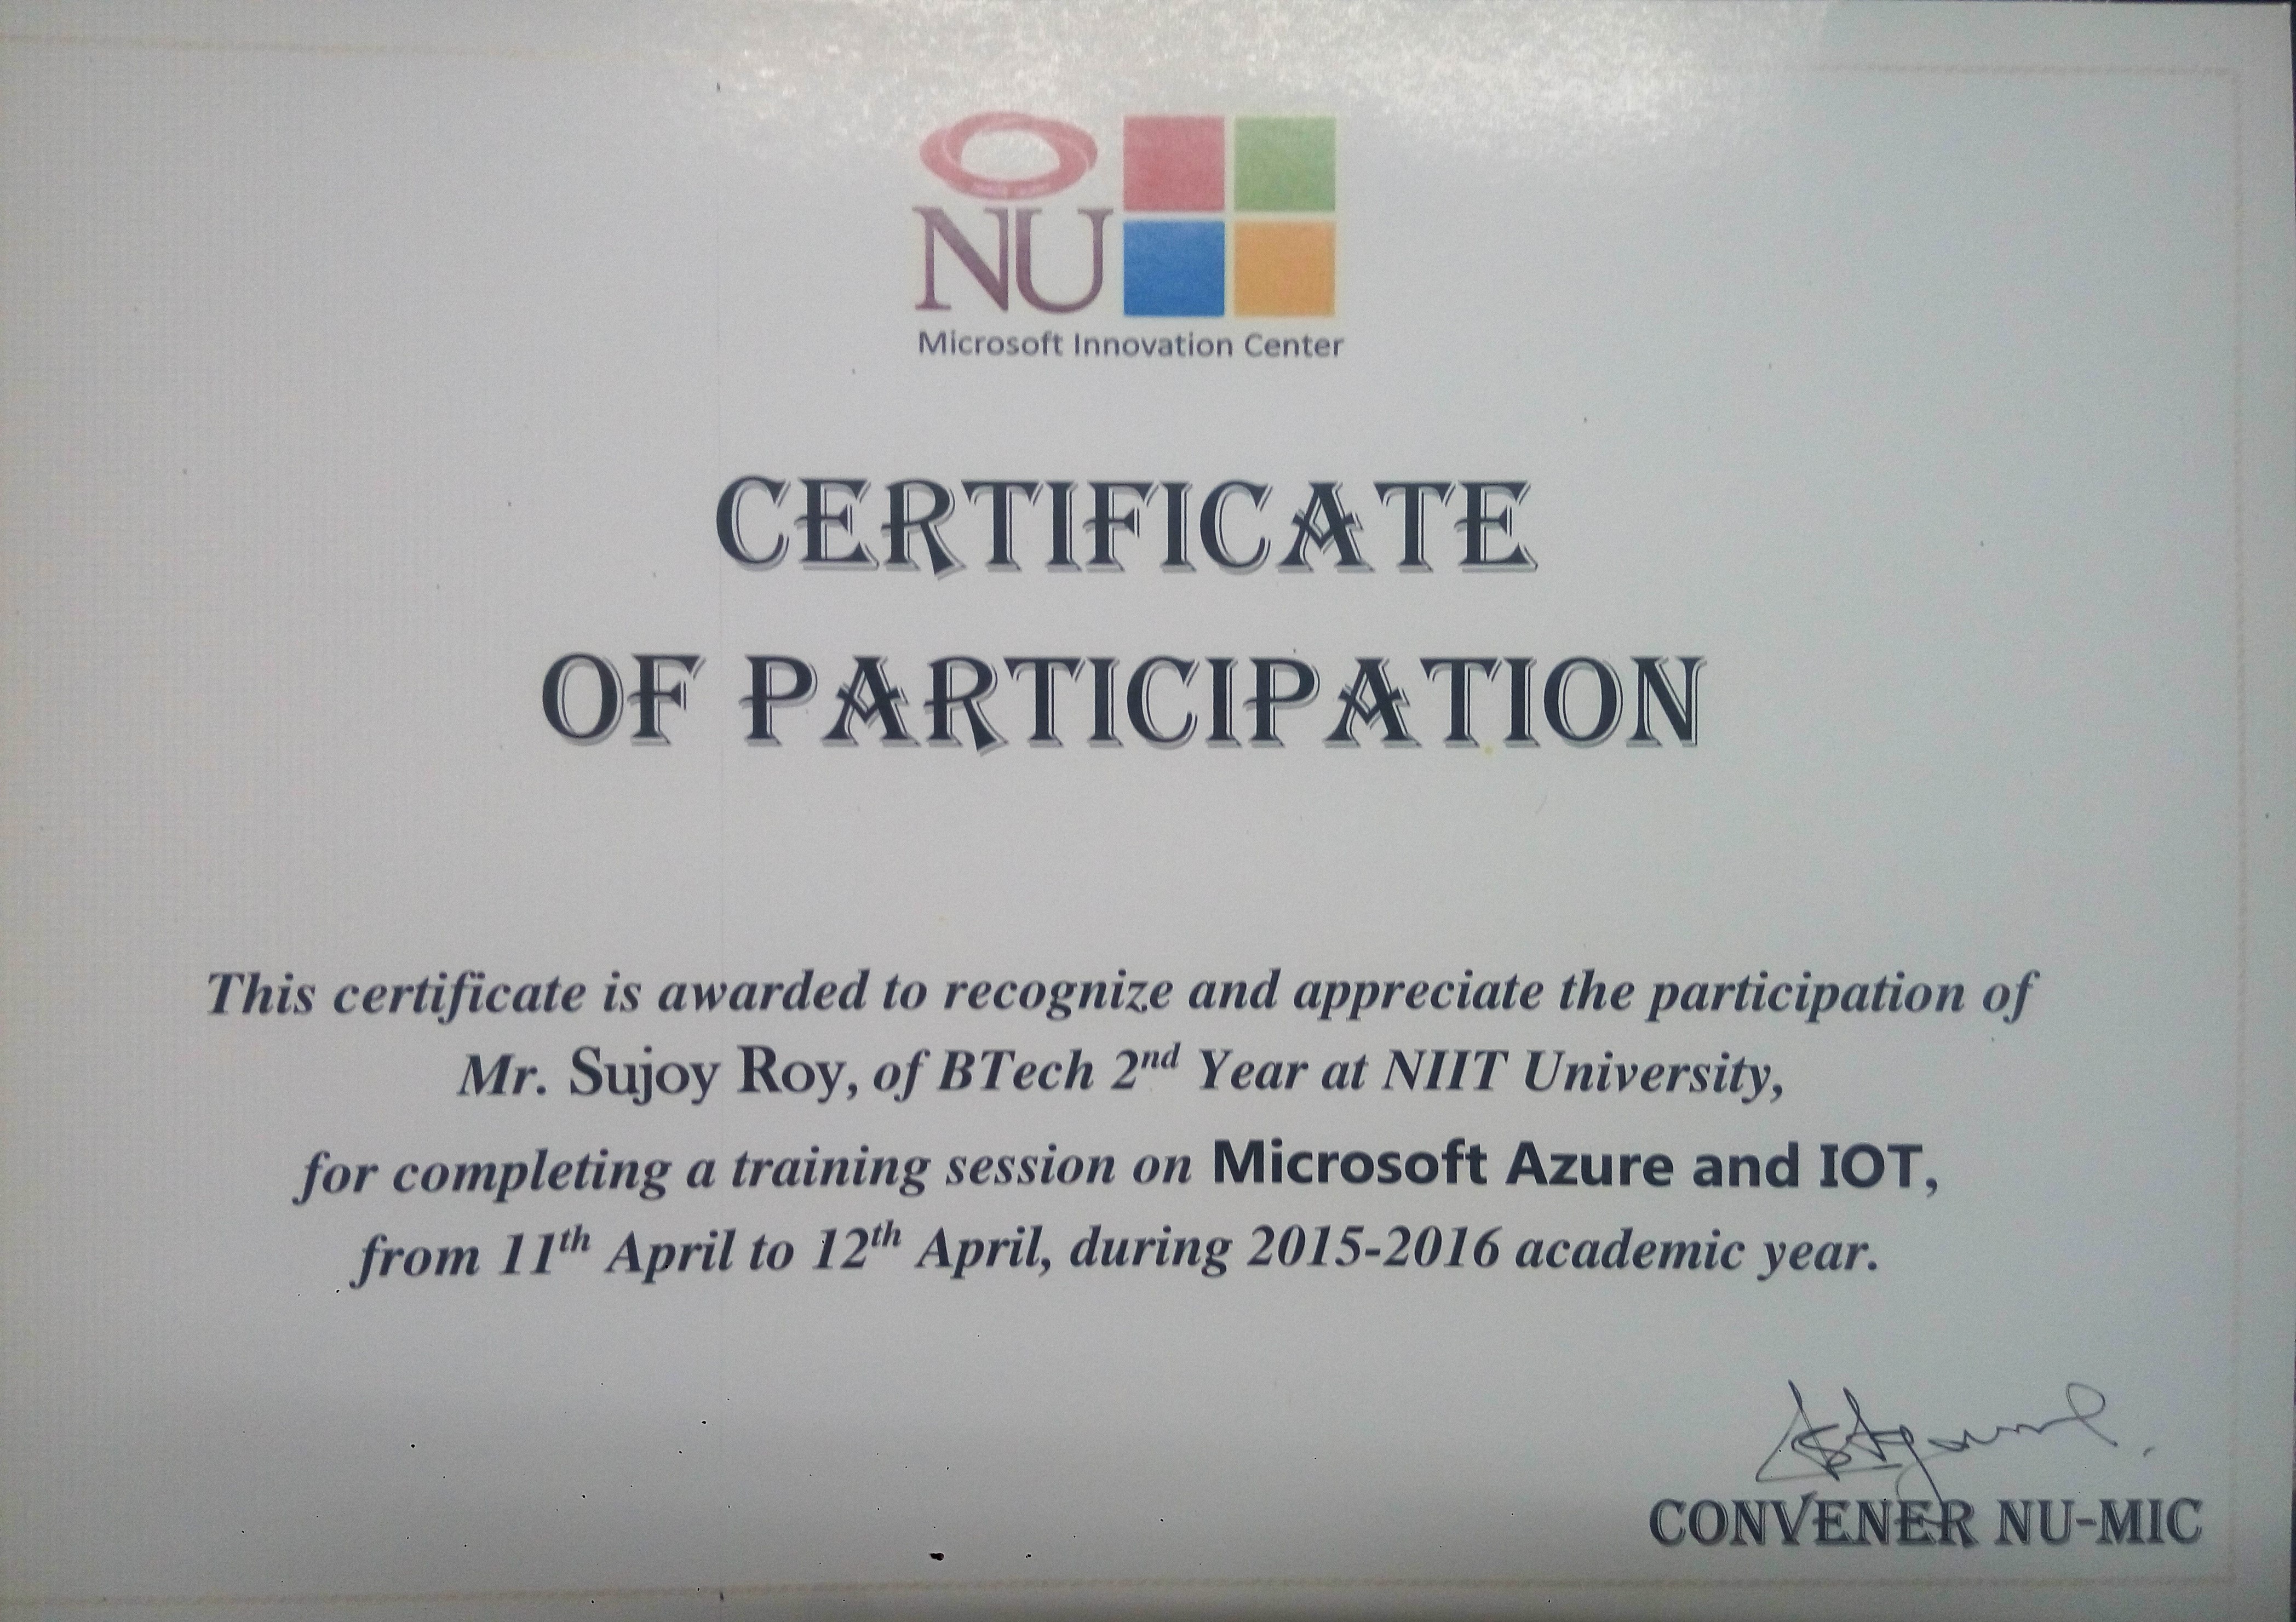 NU
Microsoft Innovation Center
CERTIFICATE
OF PARTICIPATION
This certificate is awarded to recognize and appreciate the participation of
Mr. Sujoy Roy, of BTech 2nd Year at NIIT University,
for completing a training session on Microsoft Azure and IOT,
from 11th April to 12th April, during 2015-2016 academic year.
CONVENER NU-MIC